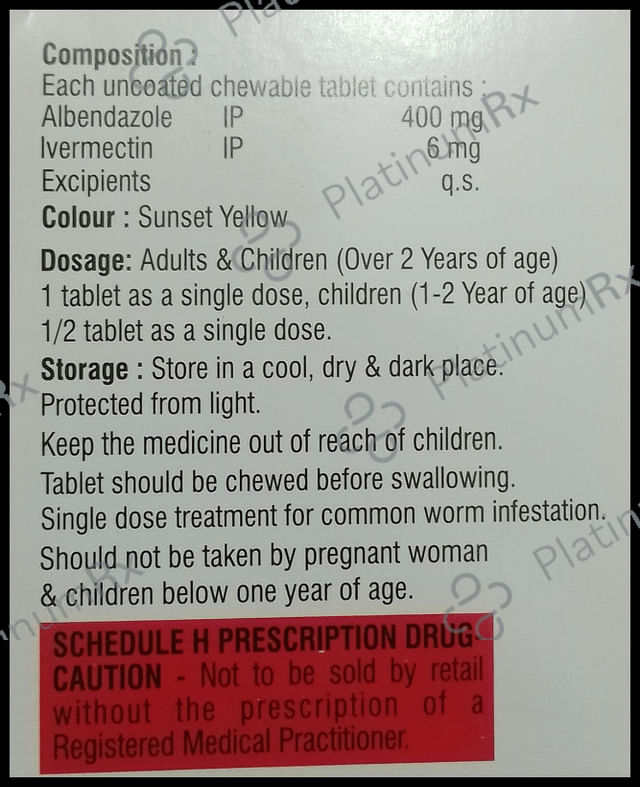 Composition :
Each uncoated chewable tablet contains :
Albendazole IP 400 mg
Ivermectin IP 6 mg
Excipients q.s.
Colour : Sunset Yellow
Dosage: Adults & Children (Over 2 Years of age)
1 tablet as a single dose, children (1-2 Year of age)
1/2 tablet as a single dose.
Storage : Store in a cool, dry & dark place.
Protected from light.
Keep the medicine out of reach of children.
Tablet should be chewed before swallowing.
Single dose treatment for common worm infestation.
Should not be taken by pregnant woman
& children below one year of age.
SCHEDULE H PRESCRIPTION DRUG-
CAUTION - Not to be sold by retail
without the prescription of a
Registered Medical Practitioner.
PlatinumRx
PlatinumRx